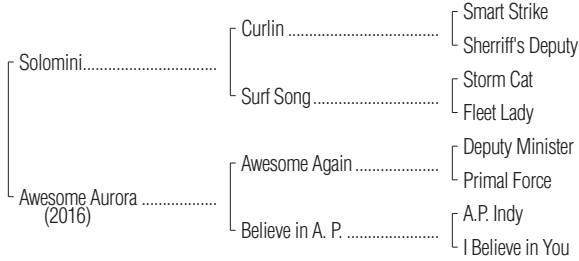 Smart Strike
Curlin
Sherriff's Deputy
Solomini
Storm Cat
Surf Song
Fleet Lady
Deputy Minister
Awesome Again
Primal Force
Awesome Aurora
(2016)
A.P. Indy
Believe in A. P.
I Believe in You